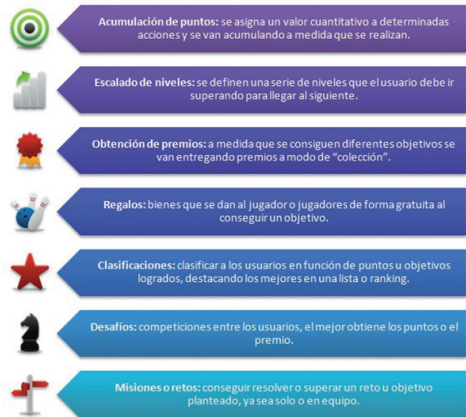 Acumulación de puntos: se asigna un valor cuantitativo a determinadas
acciones y se van acumulando a medida que se realizan.
Escalado de niveles: se definen una serie de niveles que el usuario debe ir
superando para llegar al siguiente.
Obtención de premios: a medida que se consiguen diferentes objetivos se
van entregando premios a modo de “colección”.
Regalos: bienes que se dan al jugador o jugadores de forma gratuita al
conseguir un objetivo.
Clasificaciones: clasificar a los usuarios en función de puntos u objetivos
logrados, destacando los mejores en una lista o ranking.
Desafíos: competiciones entre los usuarios, el mejor obtiene los puntos o el
premio.
Misiones o retos: conseguir resolver o superar un reto u objetivo
planteado, ya sea solo o en equipo.